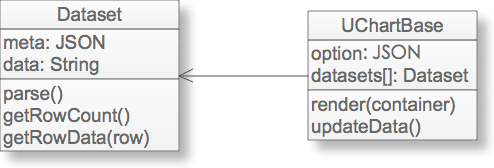 Dataset
meta: JSON
data: String
parse()
getRowCount()
getRowData(row)
UChartBase
option: JSON
datasets[]: Dataset
render(container)
updateData()